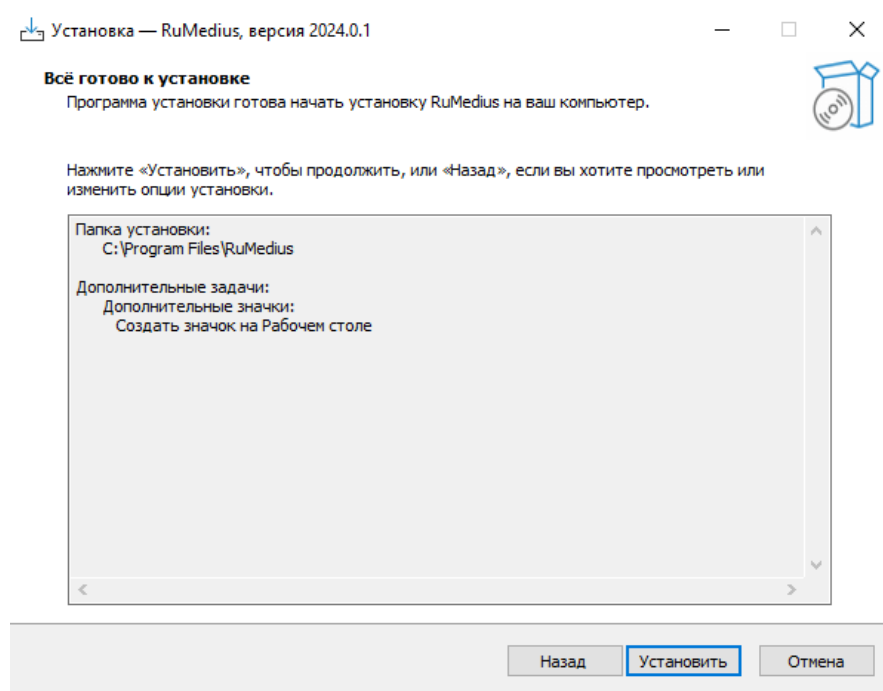 Установка — RuMedius, версия 2024.0.1
Всё готово к установке
Программа установки готова начать установку RuMedius на ваш компьютер.
Нажмите «Установить», чтобы продолжить, или «Назад», если вы хотите просмотреть или
изменить опции установки.
Папка установки:
C:\Program Files\RuMedius
Дополнительные задачи:
Дополнительные значки:
Создать значок на Рабочем столе
Назад
Установить
Отмена